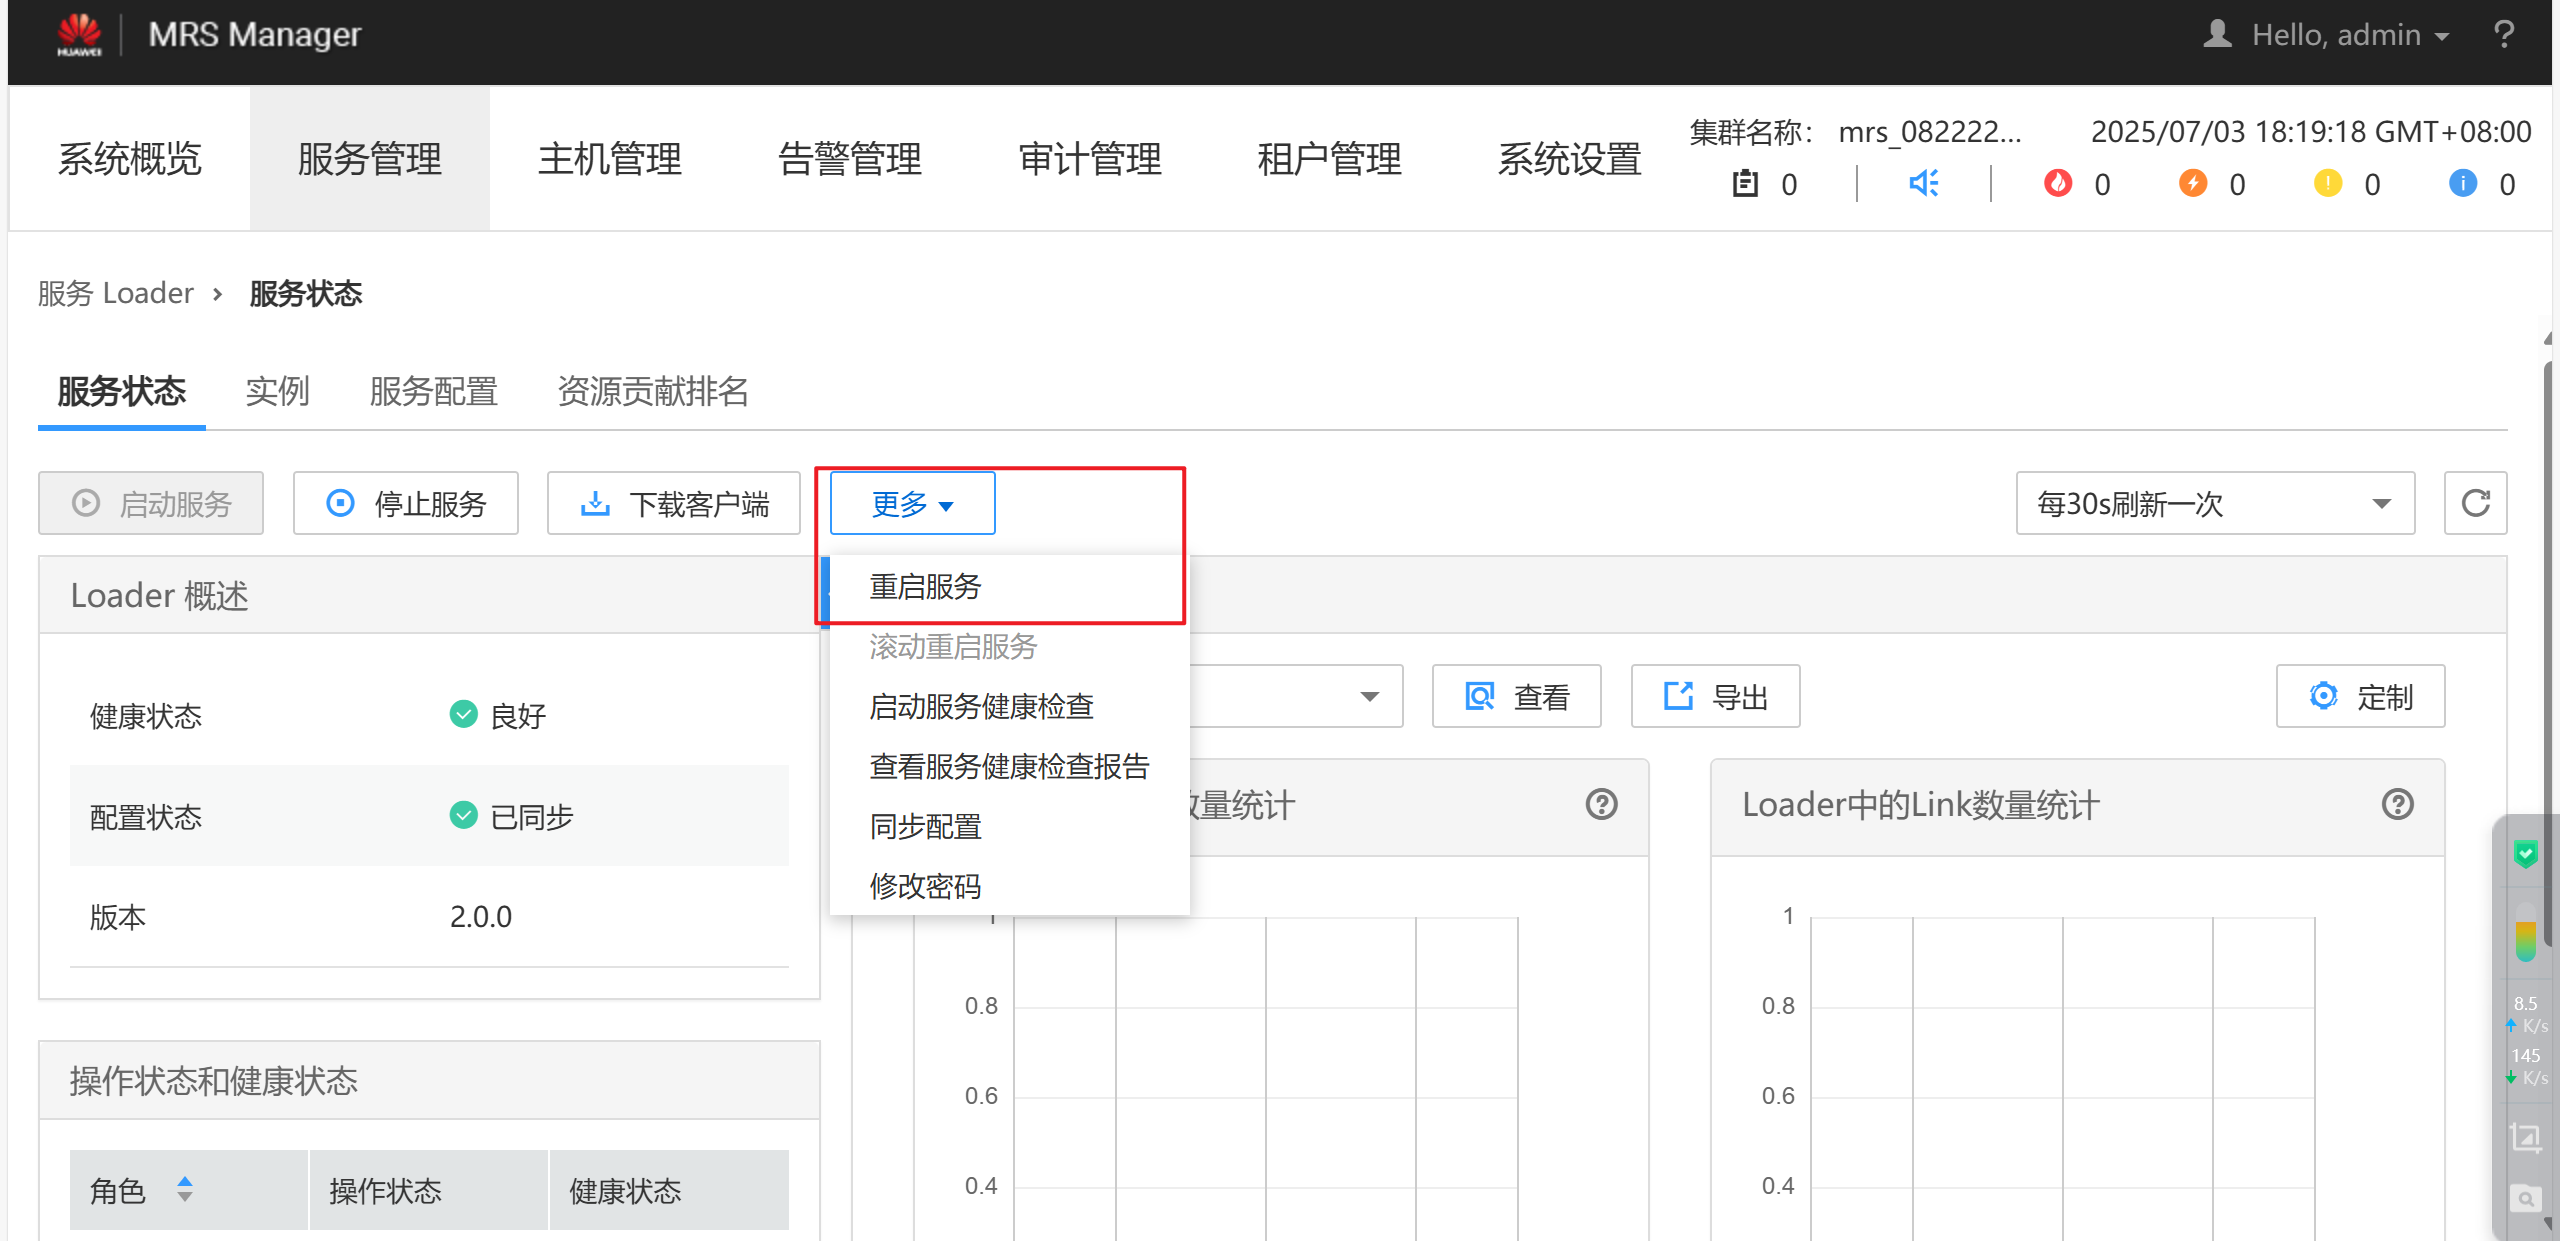 HUAWEI
MRS Manager
Hello, admin
?
系统概览
服务管理
主机管理
告警管理
审计管理
租户管理
系统设置
集群名称： mrs_082222...
2025/07/03 18:19:18 GMT+08:00
0
0
0
0
0
服务 Loader › 服务状态
服务状态
实例
服务配置
资源贡献排名
启动服务
停止服务
下载客户端
更多
每30s刷新一次
重启服务
滚动重启服务
启动服务健康检查
查看服务健康检查报告
同步配置
修改密码
Loader 概述
健康状态 良好
配置状态 已同步
版本 2.0.0
查看
导出
定制
数量统计
Loader中的Link数量统计
1
0.8
0.6
0.4
1
0.8
0.6
0.4
操作状态和健康状态
角色
操作状态
健康状态
8.5
K/s
145
K/s